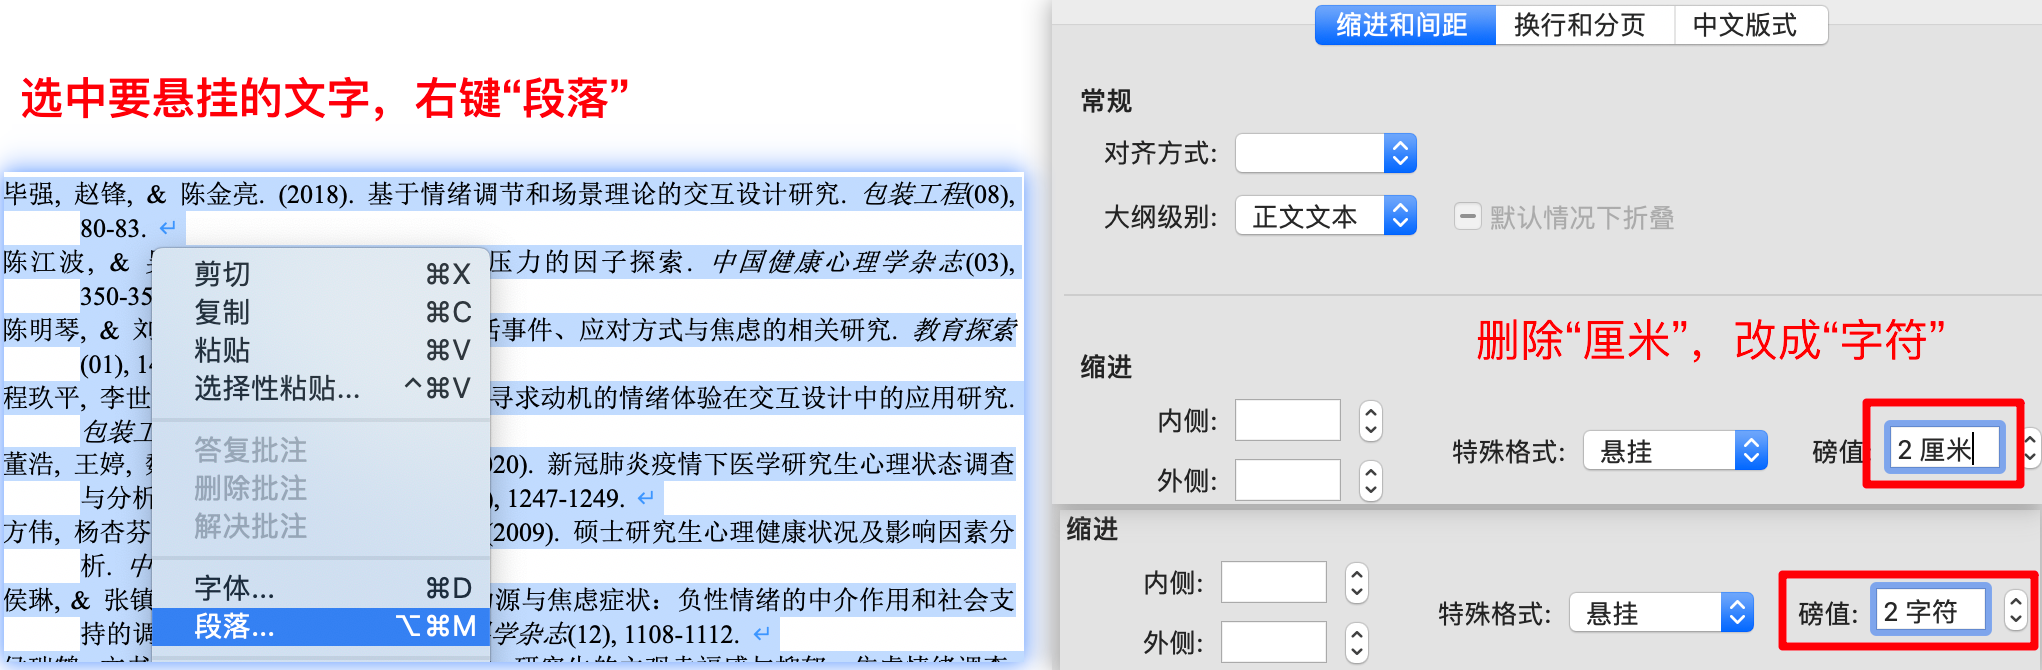 选中要悬挂的文字，右键“段落”
毕强, 赵锋, & 陈金亮. (2018). 基于情绪调节和场景理论的交互设计研究. 包装工程(08),
80-83. ↵
陈江波, & 压力的因子探索. 中国健康心理学杂志(03),
350-35
陈明琴, & 刘 事件、应对方式与焦虑的相关研究. 教育探索
(01), 14
程玖平, 李世 寻求动机的情绪体验在交互设计中的应用研究.
包装工
董浩, 王婷, 20). 新冠肺炎疫情下医学研究生心理状态调查
与分析 ), 1247-1249. ↵
方伟, 杨杏芬 (2009). 硕士研究生心理健康状况及影响因素分
析. 中
侯琳, & 张镇 源与焦虑症状：负性情绪的中介作用和社会支
持的调 学杂志(12), 1108-1112. ↵
剪切 ⌘X
复制 ⌘C
粘贴 ⌘V
选择性粘贴... ^⌘V
答复批注
删除批注
解决批注
字体... ⌘D
段落... ⌥⌘M
缩进和间距 换行和分页 中文版式
常规
对齐方式:
大纲级别: 正文文本 默认情况下折叠
删除“厘米”，改成“字符”
缩进
内侧:
特殊格式: 悬挂 磅值: 2 厘米
外侧:
缩进
内侧:
特殊格式: 悬挂 磅值: 2 字符
外侧: